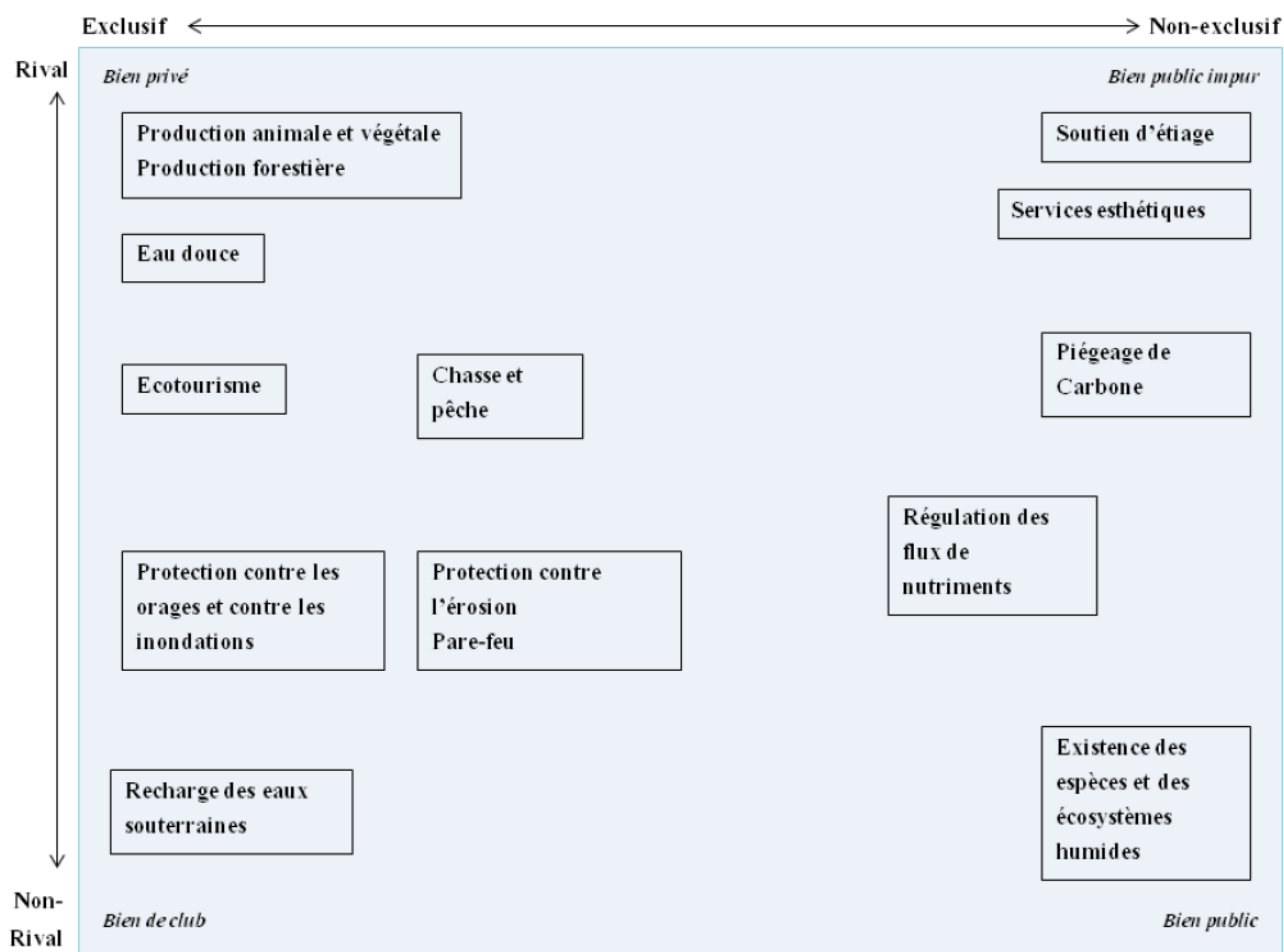 Exclusif
Non-exclusif
Rival
Bien privé
Bien public impur
Production animale et végétale
Production forestière
Soutien d'étiage
Services esthétiques
Eau douce
Ecotourisme
Chasse et
pêche
Piégeage de
Carbone
Régulation des
flux de
nutriments
Protection contre les
orages et contre les
inondations
Protection contre
l'érosion
Pare-feu
Recharge des eaux
souterraines
Existence des
espèces et des
écosystèmes
humides
Non-
Rival
Bien de club
Bien public